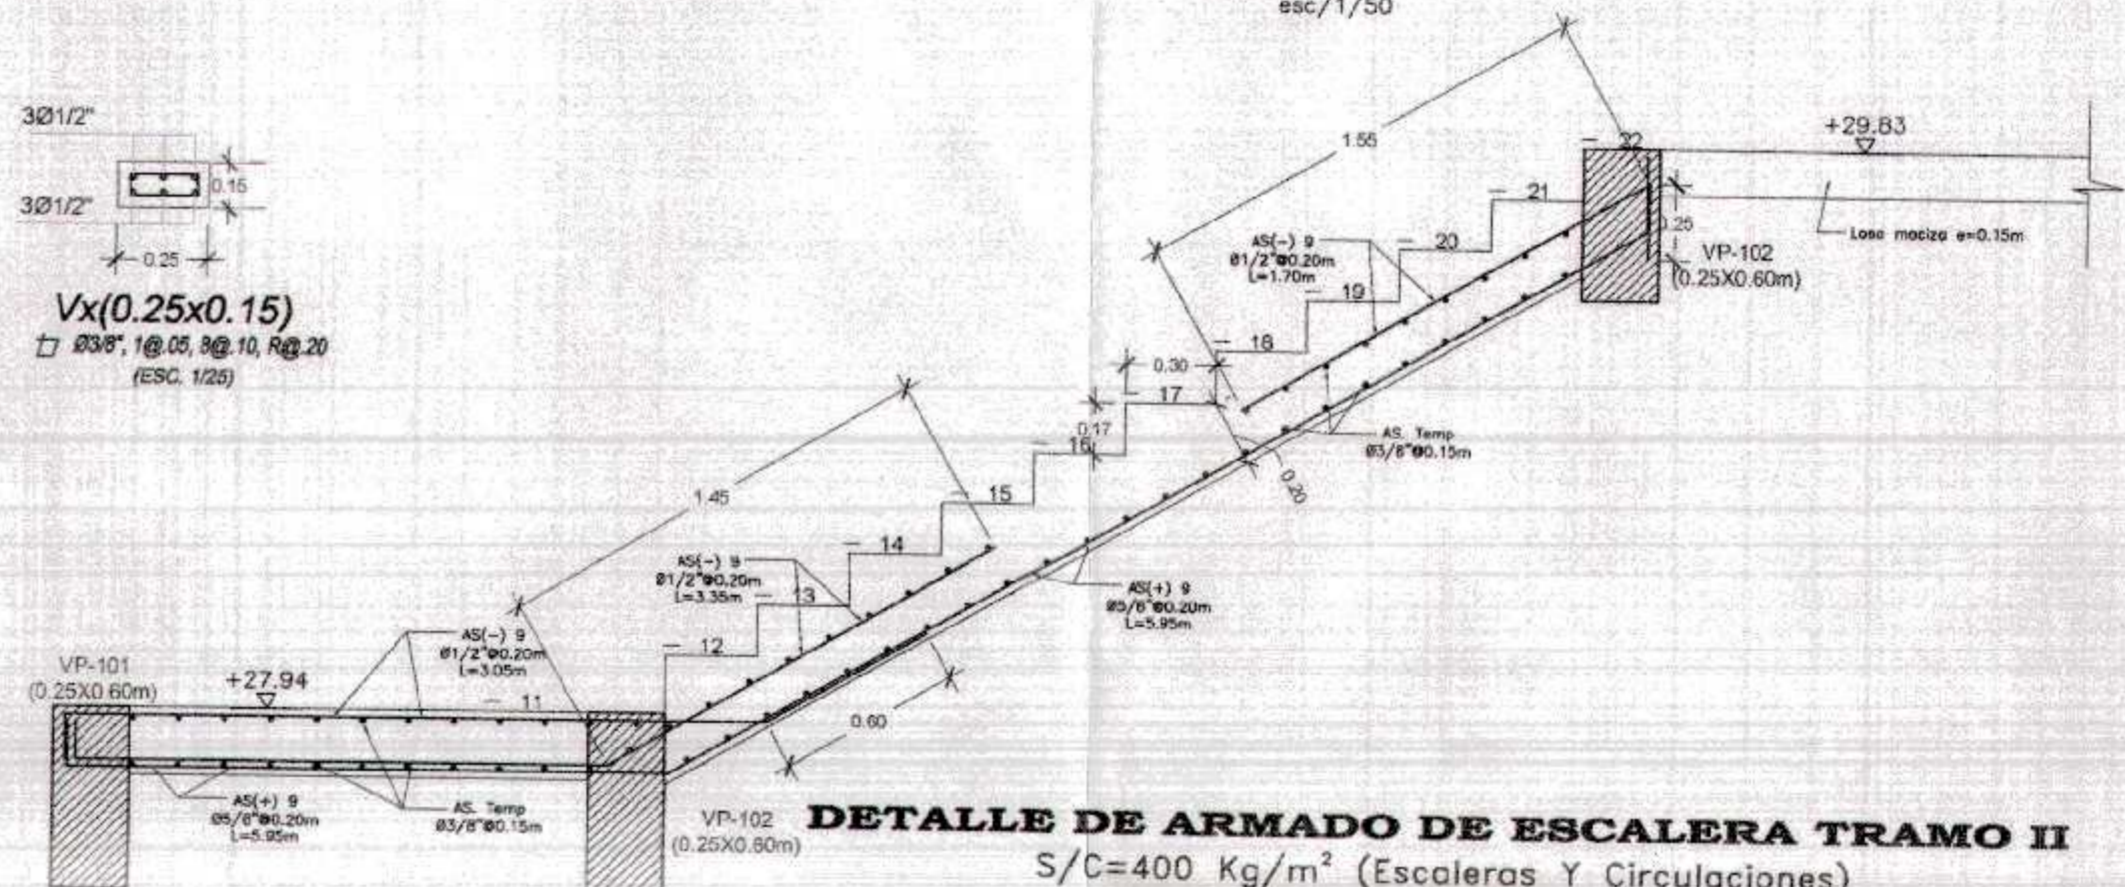 esc/1/50
3Ø1/2"
0.15
3Ø1/2"
0.25
Vx(0.25x0.15)
Ø3/8", 1@.05, 8@.10, R@.20
(ESC. 1/25)
1.55
22
+29.83
21
0.25
Losa maciza e=0.15m
VP-102
(0.25X0.60m)
AS(-) 9
Ø1/2"@0.20m
L=1.70m
20
19
18
0.30
17
0.17
16
AS. Temp
Ø3/8"@0.15m
0.20
1.45
15
14
AS(-) 9
Ø1/2"@0.20m
L=3.35m
13
12
AS(+) 9
Ø5/8"@0.20m
L=5.95m
AS(-) 9
Ø1/2"@0.20m
L=3.05m
VP-101
(0.25X0.60m)
+27.94
11
0.60
AS(+) 9
Ø5/8"@0.20m
L=5.95m
AS. Temp
Ø3/8"@0.15m
VP-102
(0.25X0.60m)
DETALLE DE ARMADO DE ESCALERA TRAMO II
S/C=400 Kg/m² (Escaleras Y Circulaciones)